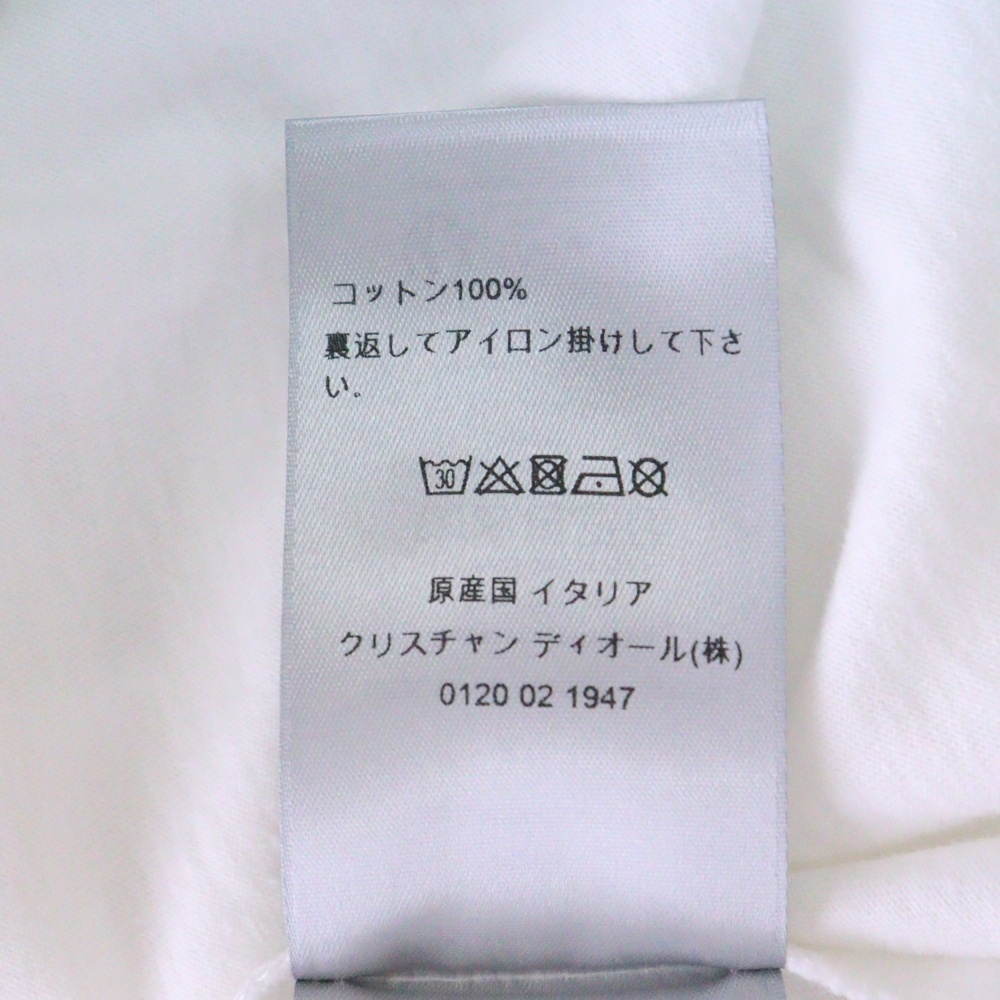 コットン100%
裏返してアイロン掛けして下さ
い。
30
原産国 イタリア
クリスチャン ディオール(株)
0120 02 1947